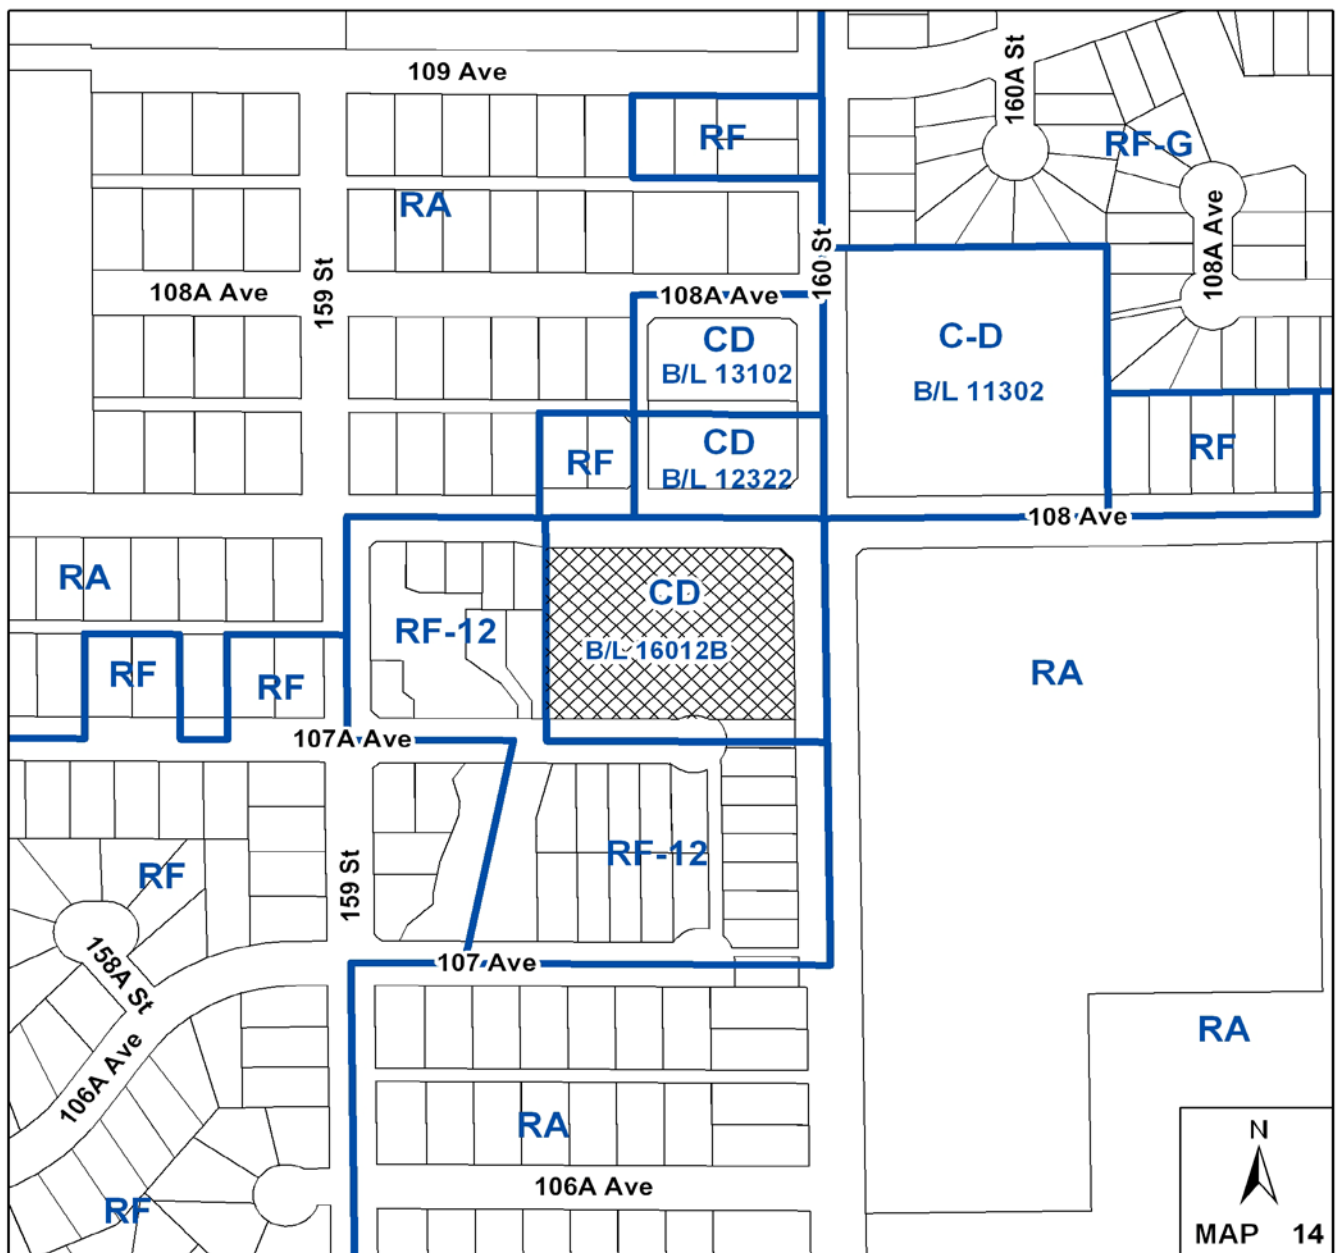 109 Ave
160A St
RF
RF-G
RA
108A Ave
159 St
108A Ave
160 St
108A Ave
CD
B/L 13102
C-D
B/L 11302
RF
CD
B/L 12322
RF
108 Ave
RA
RF-12
CD
B/L 16012B
RF
RF
RA
107A Ave
RF
159 St
RF-12
158A St
107 Ave
106A Ave
RA
RA
RF
106A Ave
N
MAP 14